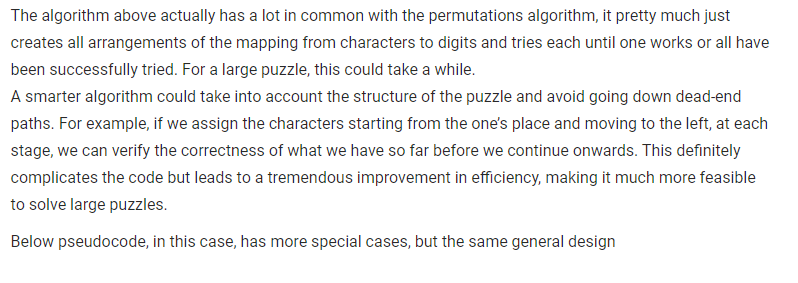 The algorithm above actually has a lot in common with the permutations algorithm, it pretty much just
creates all arrangements of the mapping from characters to digits and tries each until one works or all have
been successfully tried. For a large puzzle, this could take a while.
A smarter algorithm could take into account the structure of the puzzle and avoid going down dead-end
paths. For example, if we assign the characters starting from the one’s place and moving to the left, at each
stage, we can verify the correctness of what we have so far before we continue onwards. This definitely
complicates the code but leads to a tremendous improvement in efficiency, making it much more feasible
to solve large puzzles.
Below pseudocode, in this case, has more special cases, but the same general design